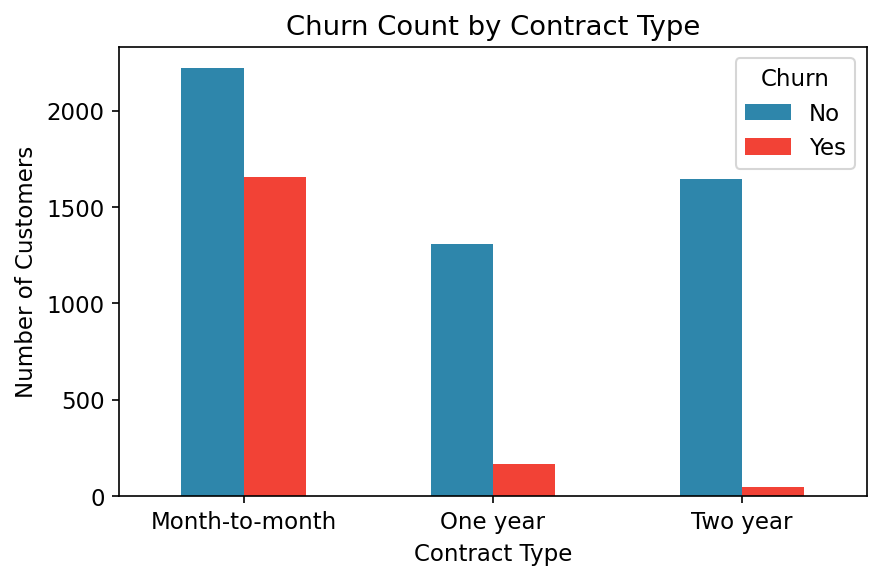 Churn Count by Contract Type
Churn
No
Yes
Number of Customers
2000
1500
1000
500
0
Month-to-month
One year
Two year
Contract Type